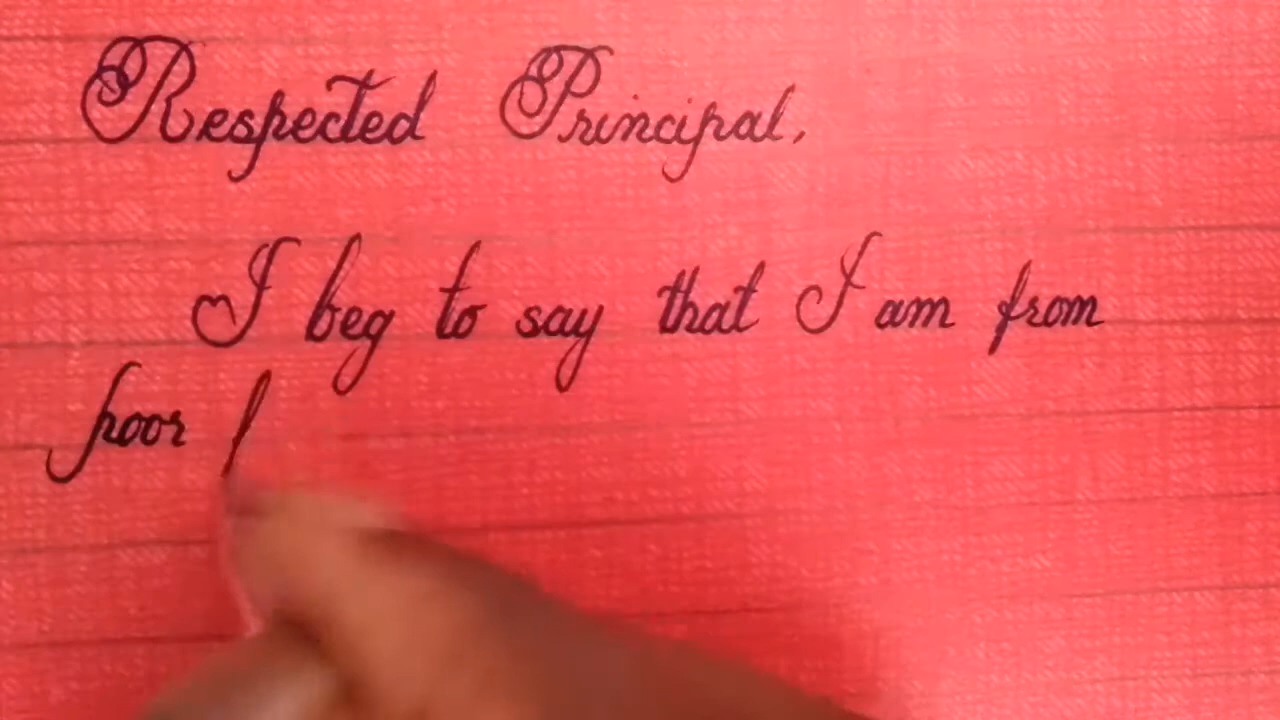 Respected Principal,
I beg to say that I am from
poor